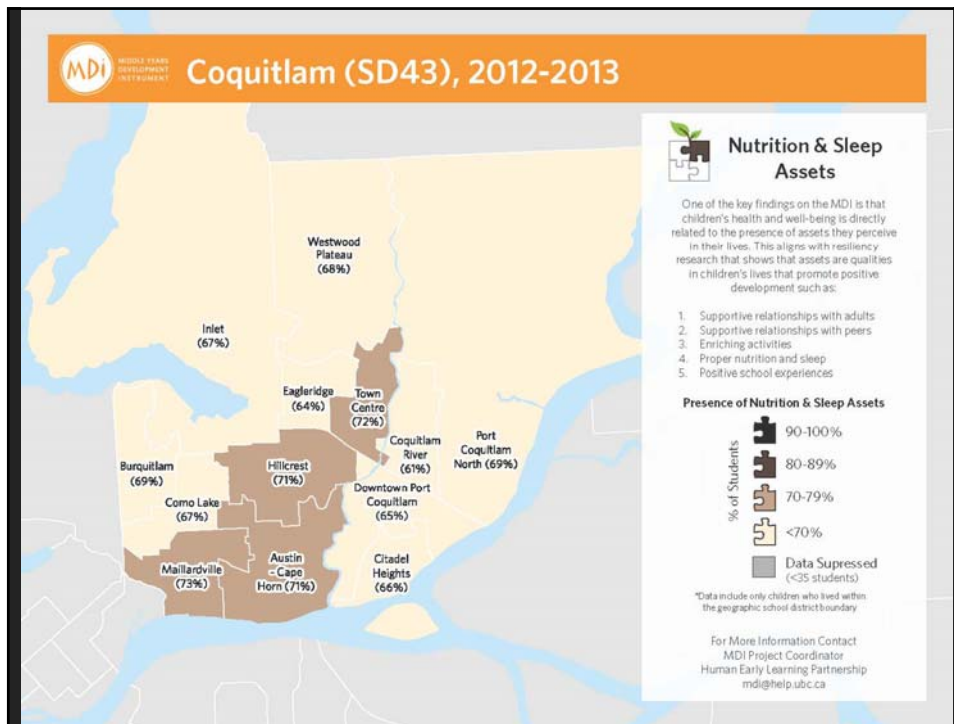 MDi
MIDDLE YEARS
DEVELOPMENT
INSTRUMENT
Coquitlam (SD43), 2012-2013
Westwood
Plateau
(68%)
Inlet
(67%)
Eagleridge
(64%)
Town
Centre
(72%)
Coquitlam
River
(61%)
Port
Coquitlam
North (69%)
Burquitlam
(69%)
Hillcrest
(71%)
Como Lake
(67%)
Downtown Port
Coquitlam
(65%)
Maillardville
(73%)
Austin
- Cape
Horn (71%)
Citadel
Heights
(66%)
Nutrition & Sleep
Assets
One of the key findings on the MDI is that
children's health and well-being is directly
related to the presence of assets they perceive
in their lives. This aligns with resiliency
research that shows that assets are qualities
in children's lives that promote positive
development such as:
1. Supportive relationships with adults
2. Supportive relationships with peers
3. Enriching activities
4. Proper nutrition and sleep
5. Positive school experiences
Presence of Nutrition & Sleep Assets
% of Students
90-100%
80-89%
70-79%
<70%
Data Supressed
(<35 students)
*Data include only children who lived within
the geographic school district boundary
For More Information Contact
MDI Project Coordinator
Human Early Learning Partnership
mdi@help.ubc.ca